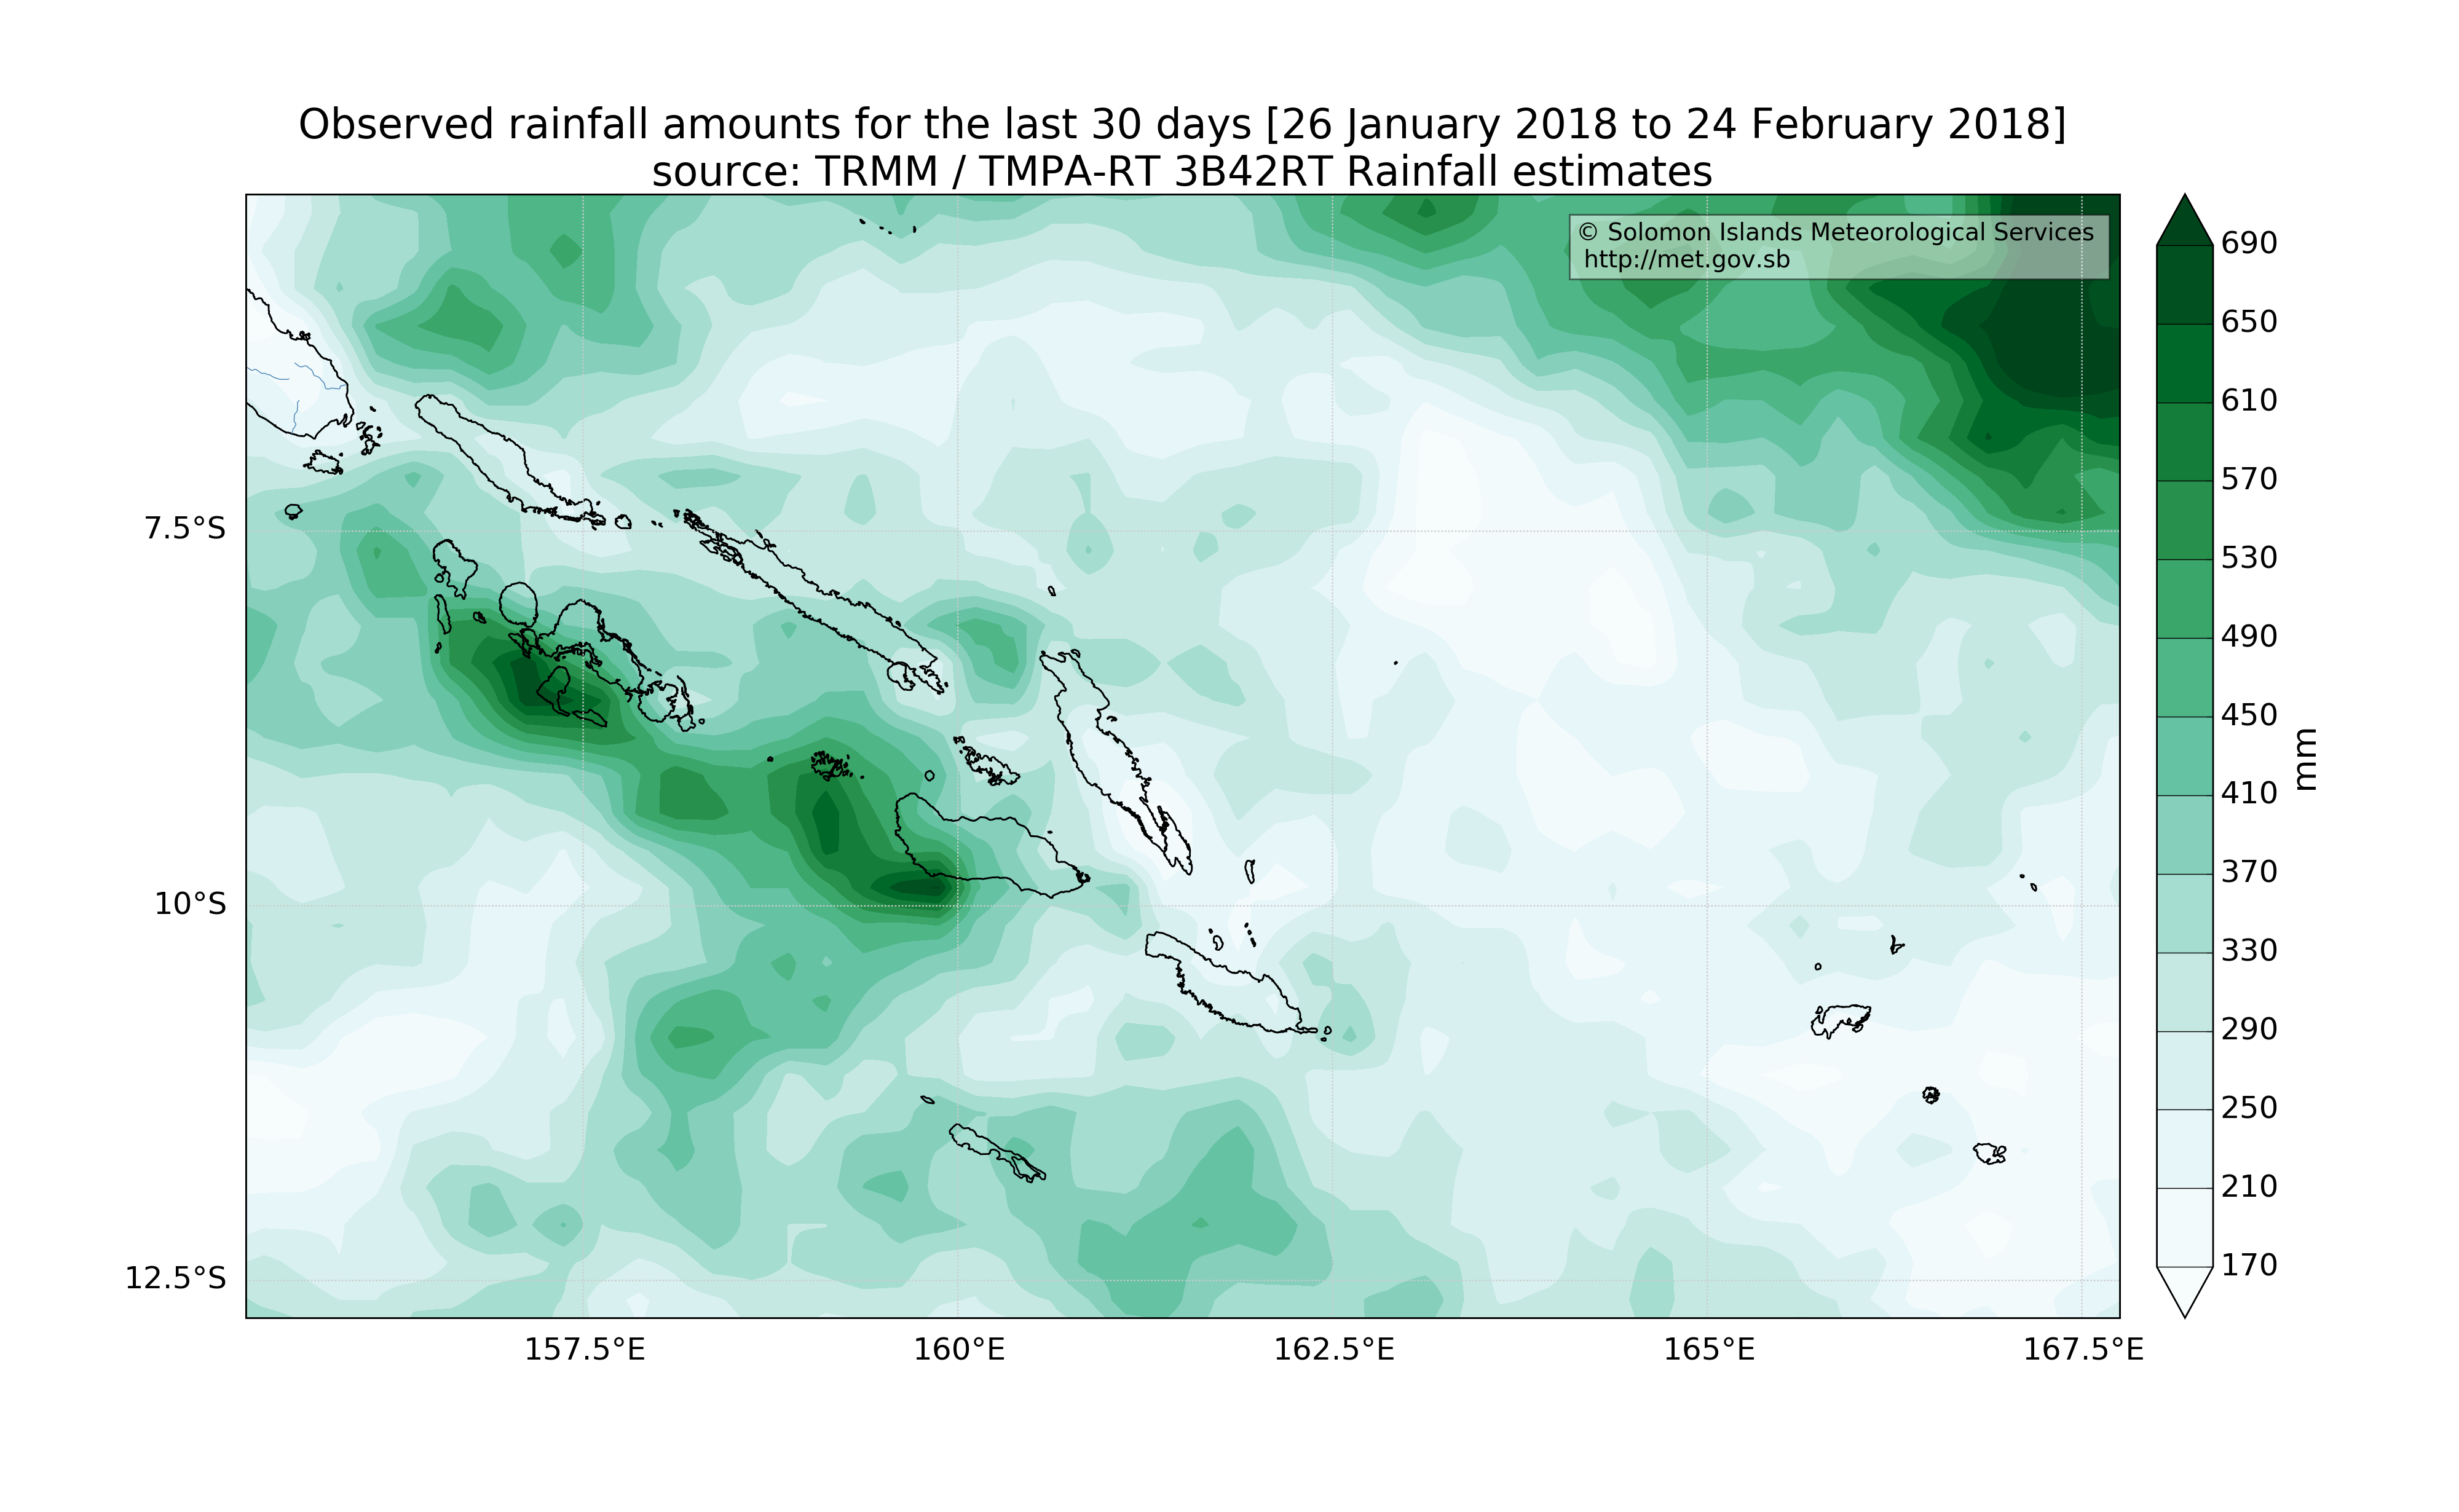 Observed rainfall amounts for the last 30 days [26 January 2018 to 24 February 2018]
source: TRMM / TMPA-RT 3B42RT Rainfall estimates
© Solomon Islands Meteorological Services
http://met.gov.sb
7.5°S
10°S
12.5°S
157.5°E
160°E
162.5°E
165°E
167.5°E
690
650
610
570
530
490
450
410
370
330
290
250
210
170
mm